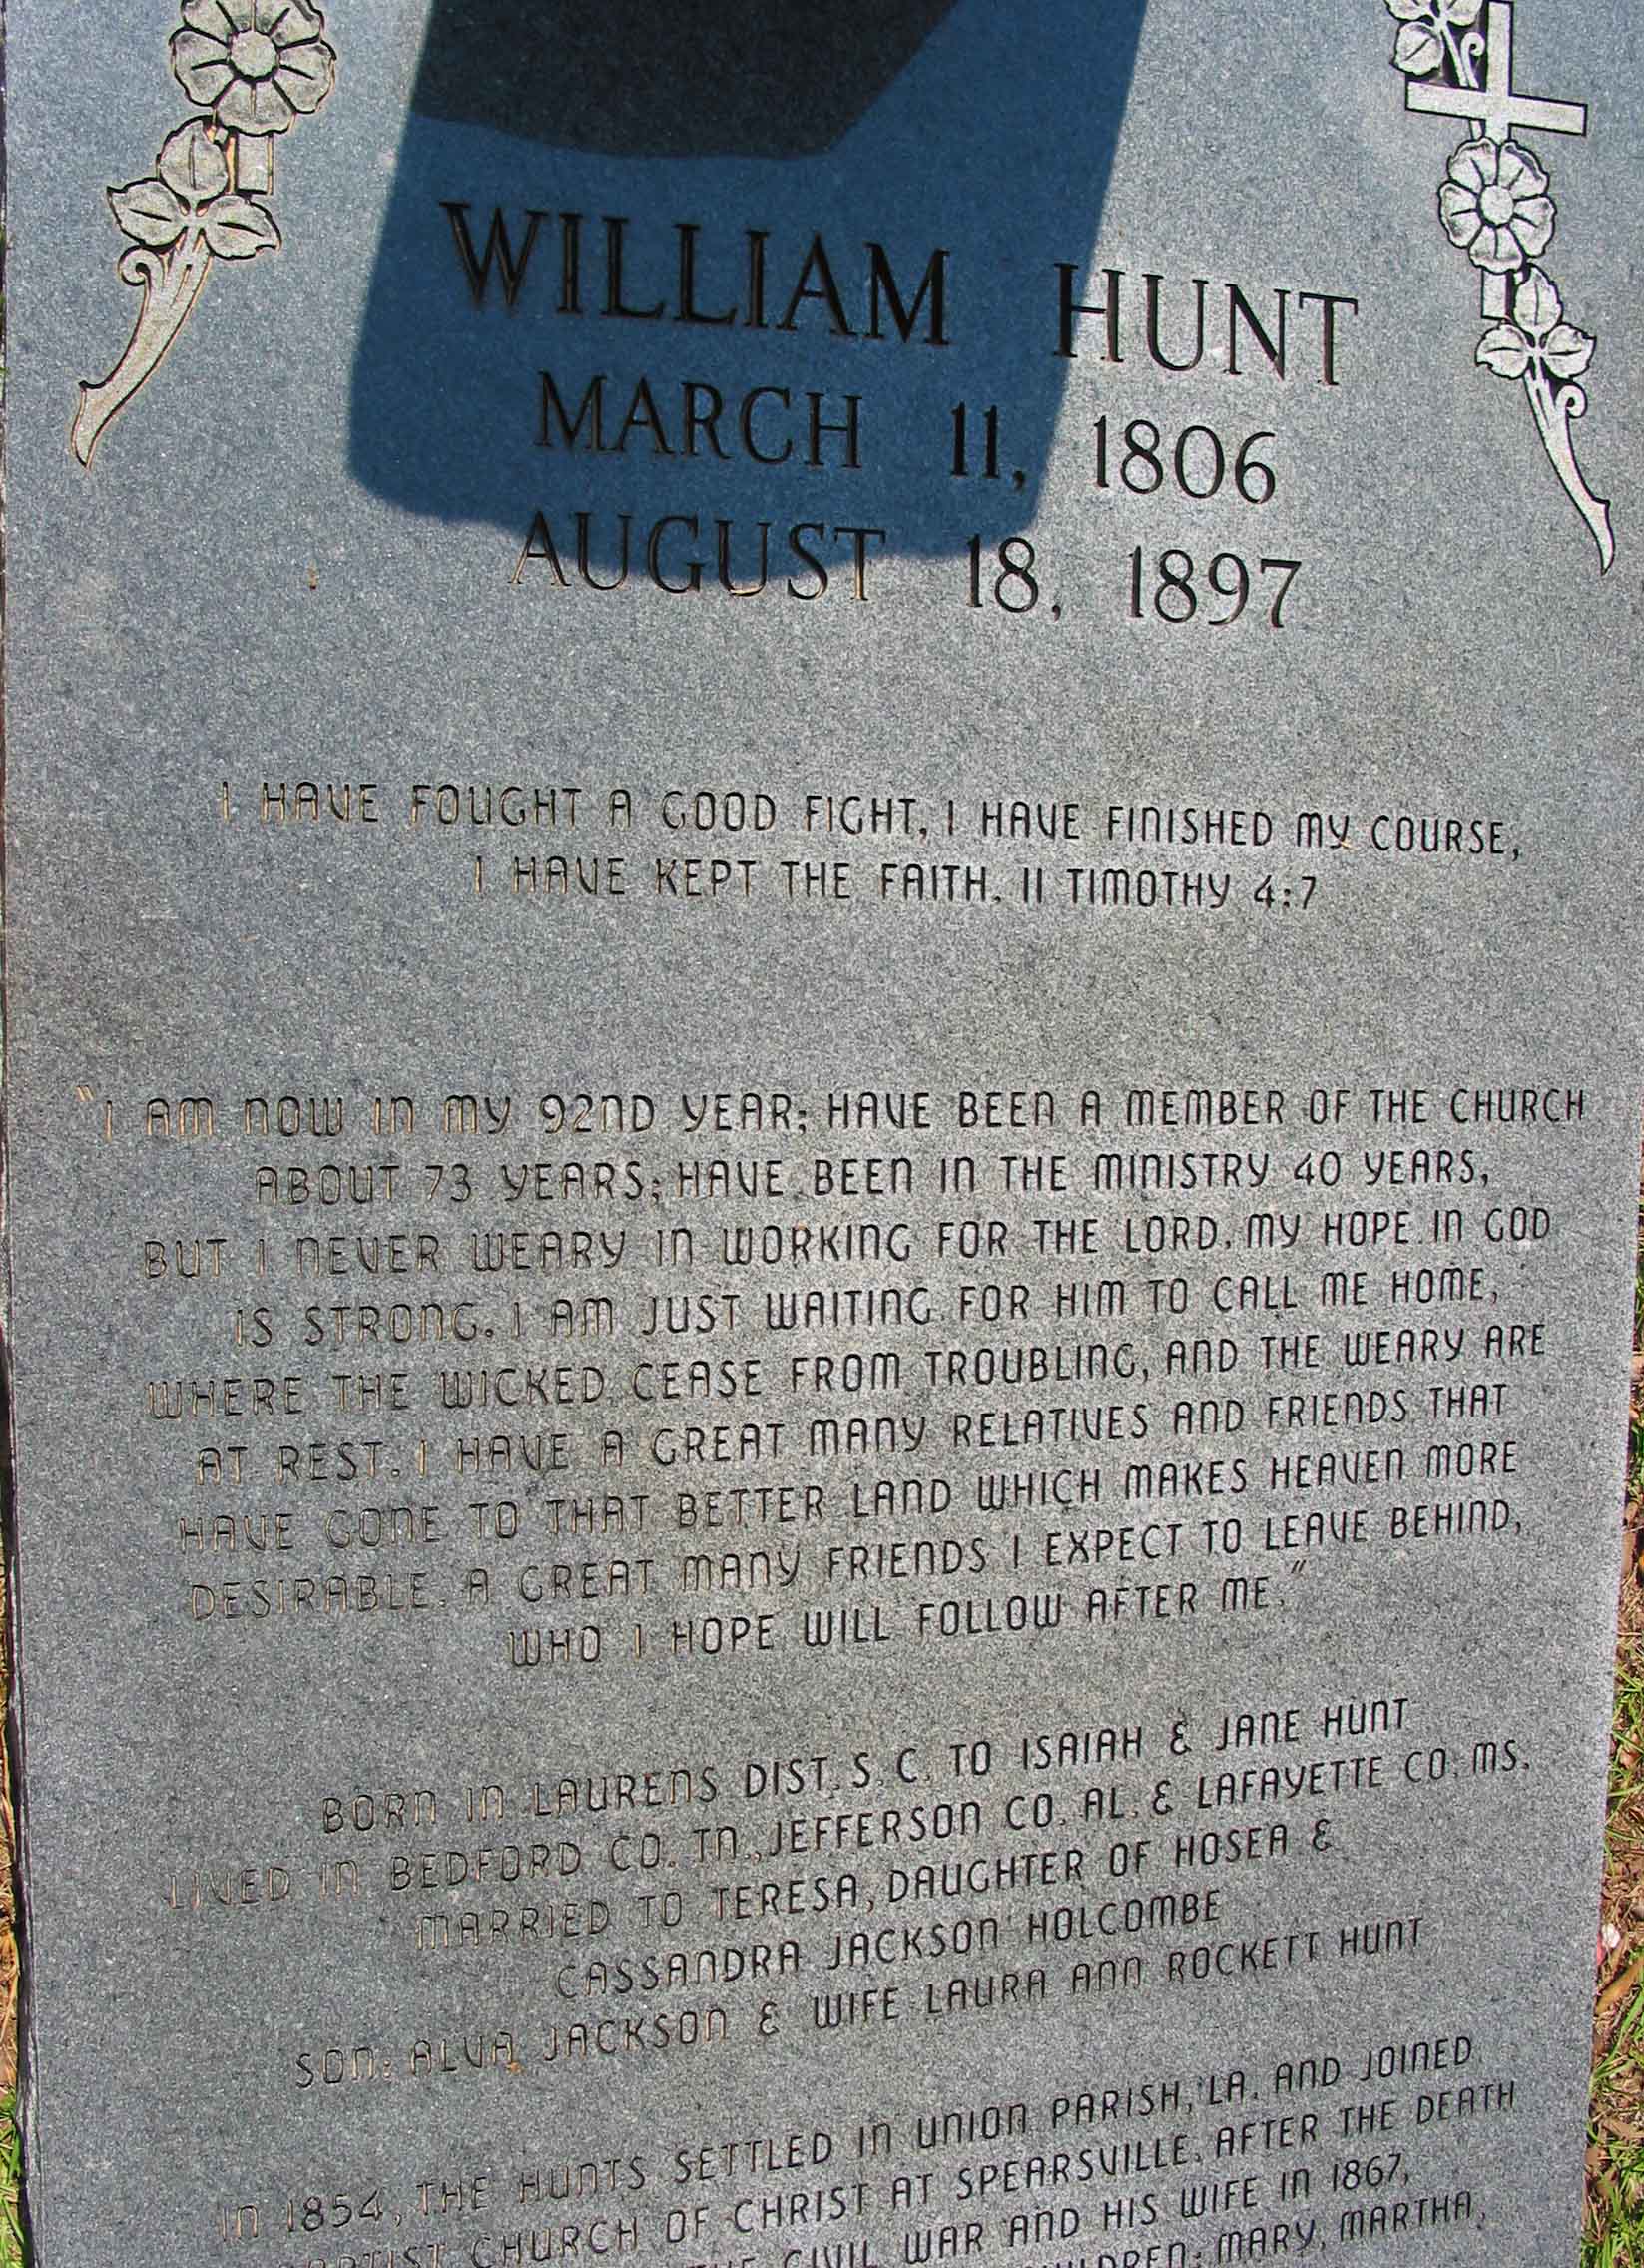 WILLIAM HUNT
MARCH 11, 1806
AUGUST 18, 1897
I HAVE FOUGHT A GOOD FIGHT, I HAVE FINISHED MY COURSE,
I HAVE KEPT THE FAITH. II TIMOTHY 4:7
"I AM NOW IN MY 92ND YEAR; HAVE BEEN A MEMBER OF THE CHURCH
ABOUT 73 YEARS; HAVE BEEN IN THE MINISTRY 40 YEARS,
BUT I NEVER WEARY IN WORKING FOR THE LORD. MY HOPE IN GOD
IS STRONG. I AM JUST WAITING FOR HIM TO CALL ME HOME,
WHERE THE WICKED CEASE FROM TROUBLING, AND THE WEARY ARE
AT REST. I HAVE A GREAT MANY RELATIVES AND FRIENDS THAT
HAVE GONE TO THAT BETTER LAND WHICH MAKES HEAVEN MORE
DESIRABLE. A GREAT MANY FRIENDS I EXPECT TO LEAVE BEHIND,
WHO I HOPE WILL FOLLOW AFTER ME."
BORN IN LAURENS DIST. S. C. TO ISAIAH & JANE HUNT
LIVED IN BEDFORD CO. TN., JEFFERSON CO. AL. & LAFAYETTE CO. MS.
MARRIED TO TERESA, DAUGHTER OF HOSEA &
CASSANDRA JACKSON HOLCOMBE
SON: ALVA JACKSON & WIFE LAURA ANN ROCKETT HUNT
IN 1854, THE HUNTS SETTLED IN UNION PARISH, LA. AND JOINED
BAPTIST CHURCH OF CHRIST AT SPEARSVILLE. AFTER THE DEATH
THE CIVIL WAR AND HIS WIFE IN 1867,
CHILDREN: MARY, MARTHA,